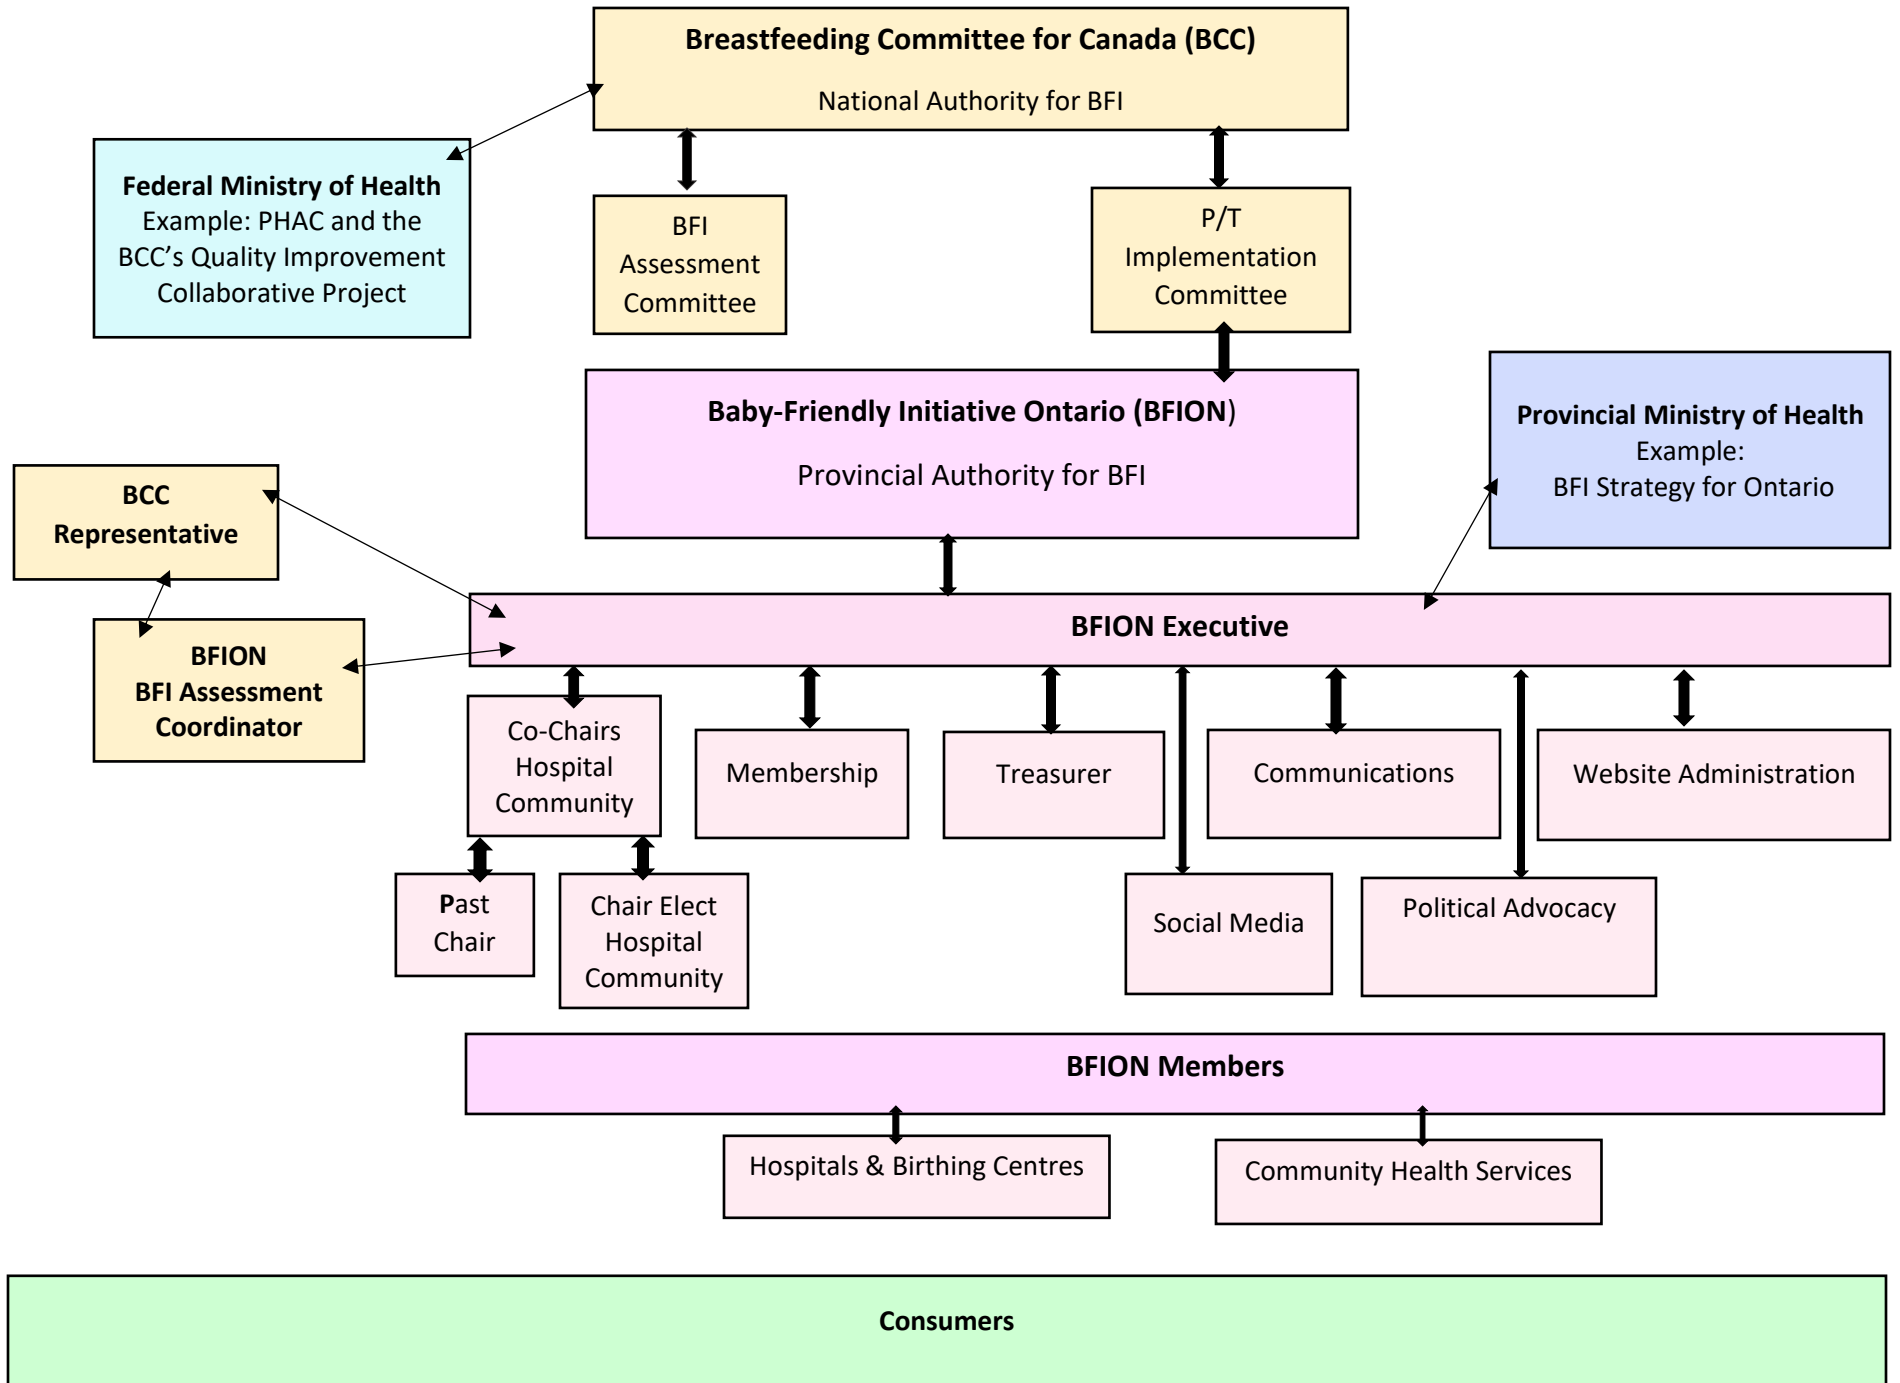 Breastfeeding Committee for Canada (BCC)
National Authority for BFI
Federal Ministry of Health
Example: PHAC and the
BCC’s Quality Improvement
Collaborative Project
BFI
Assessment
Committee
P/T
Implementation
Committee
Baby-Friendly Initiative Ontario (BFION)
Provincial Authority for BFI
Provincial Ministry of Health
Example:
BFI Strategy for Ontario
BCC
Representative
BFION
BFI Assessment
Coordinator
BFION Executive
Co-Chairs
Hospital
Community
Membership
Treasurer
Communications
Website Administration
Past
Chair
Chair Elect
Hospital
Community
Social Media
Political Advocacy
BFION Members
Hospitals & Birthing Centres
Community Health Services
Consumers